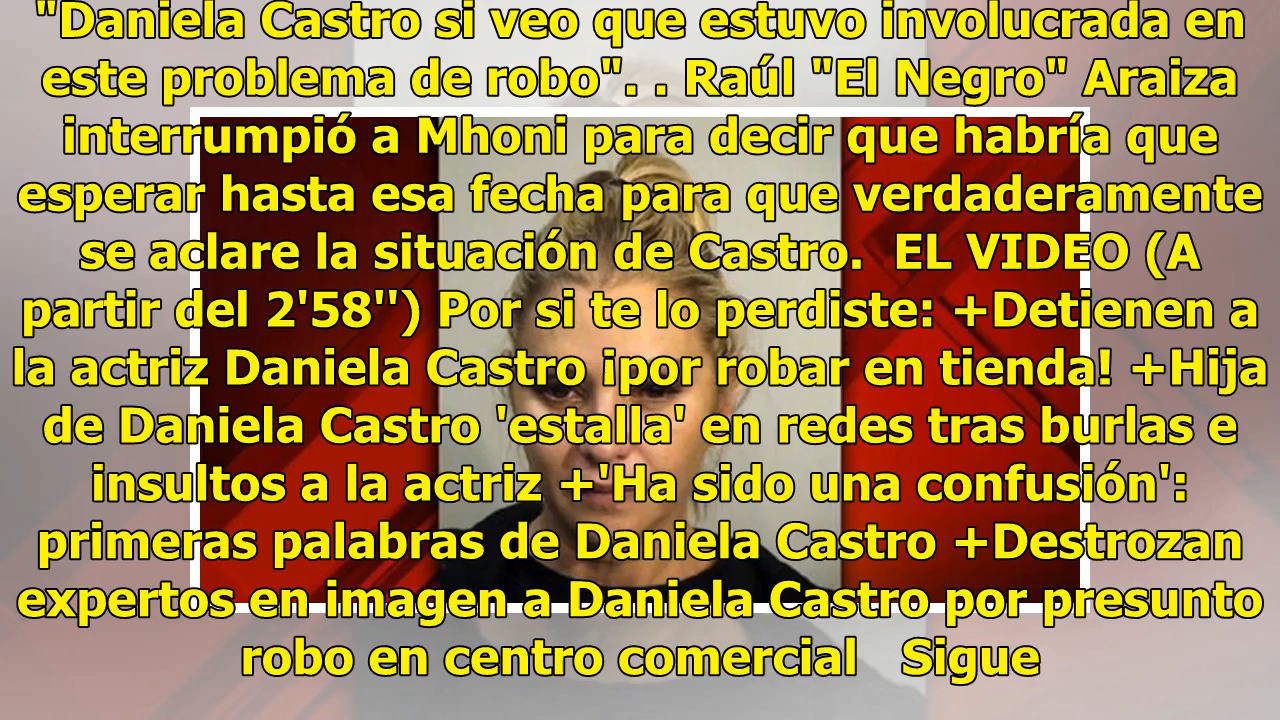 "Daniela Castro si veo que estuvo involucrada en
este problema de robo". . Raúl "El Negro" Araiza
interrumpió a Mhoni para decir que habría que
esperar hasta esa fecha para que verdaderamente
se aclare la situación de Castro.  EL VIDEO (A
partir del 2'58'') Por si te lo perdiste: +Detienen a
la actriz Daniela Castro ¡por robar en tienda! +Hija
de Daniela Castro 'estalla' en redes tras burlas e
insultos a la actriz +'Ha sido una confusión':
primeras palabras de Daniela Castro +Destrozan
expertos en imagen a Daniela Castro por presunto
robo en centro comercial   Sigue